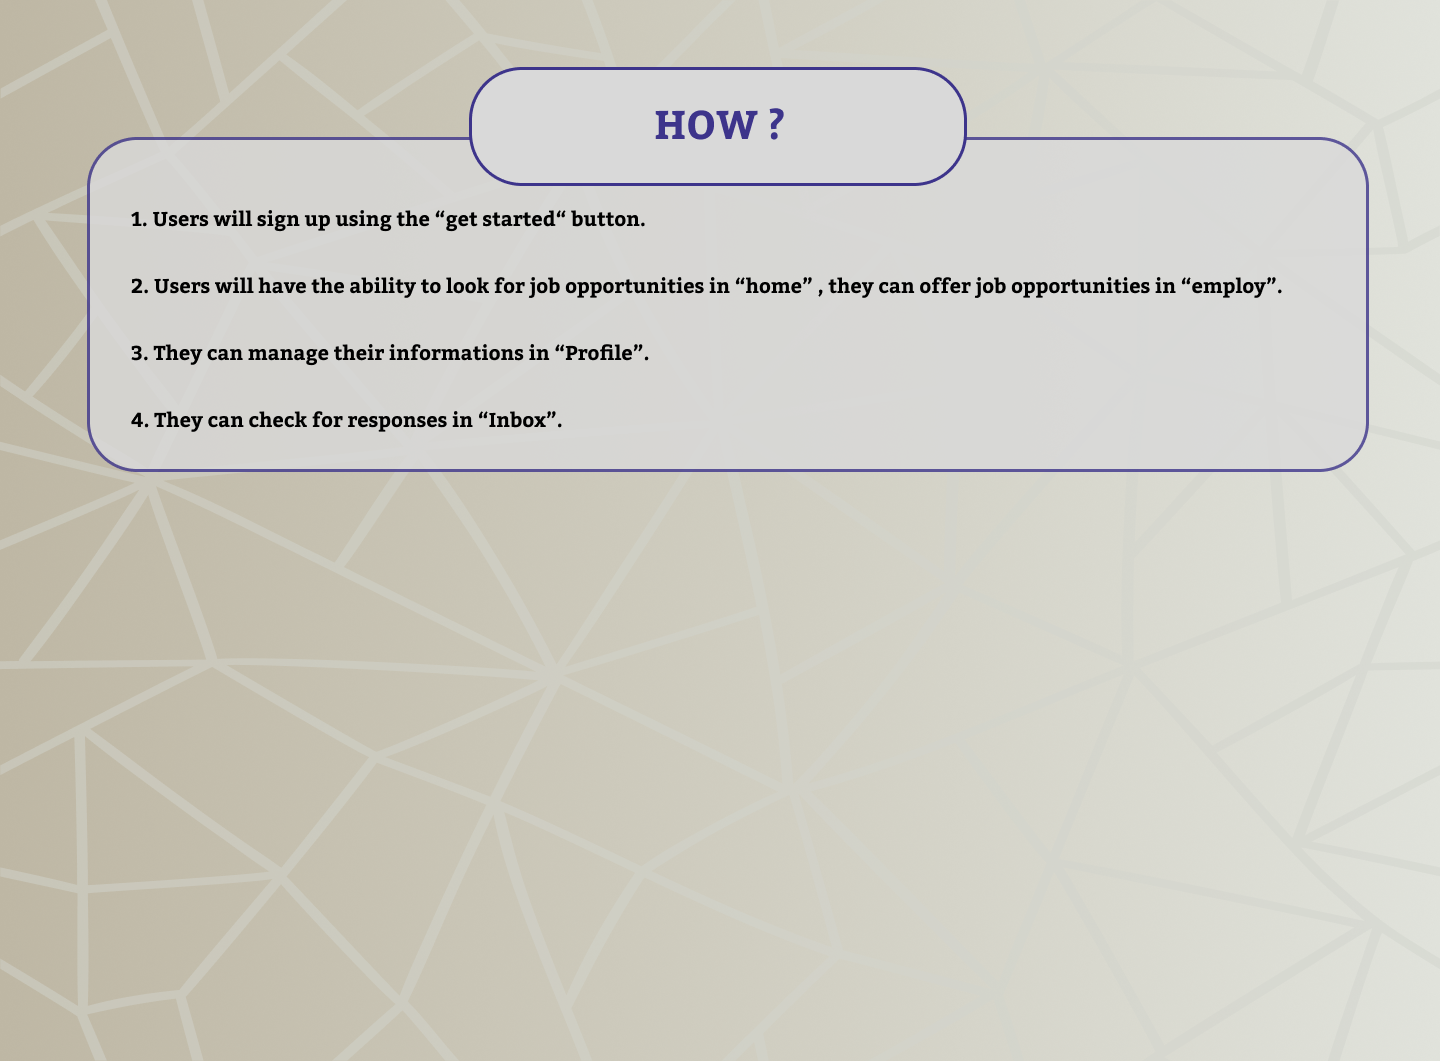 HOW ?
1. Users will sign up using the “get started“ button.
2. Users will have the ability to look for job opportunities in “home” , they can offer job opportunities in “employ”.
3. They can manage their informations in “Profile”.
4. They can check for responses in “Inbox”.